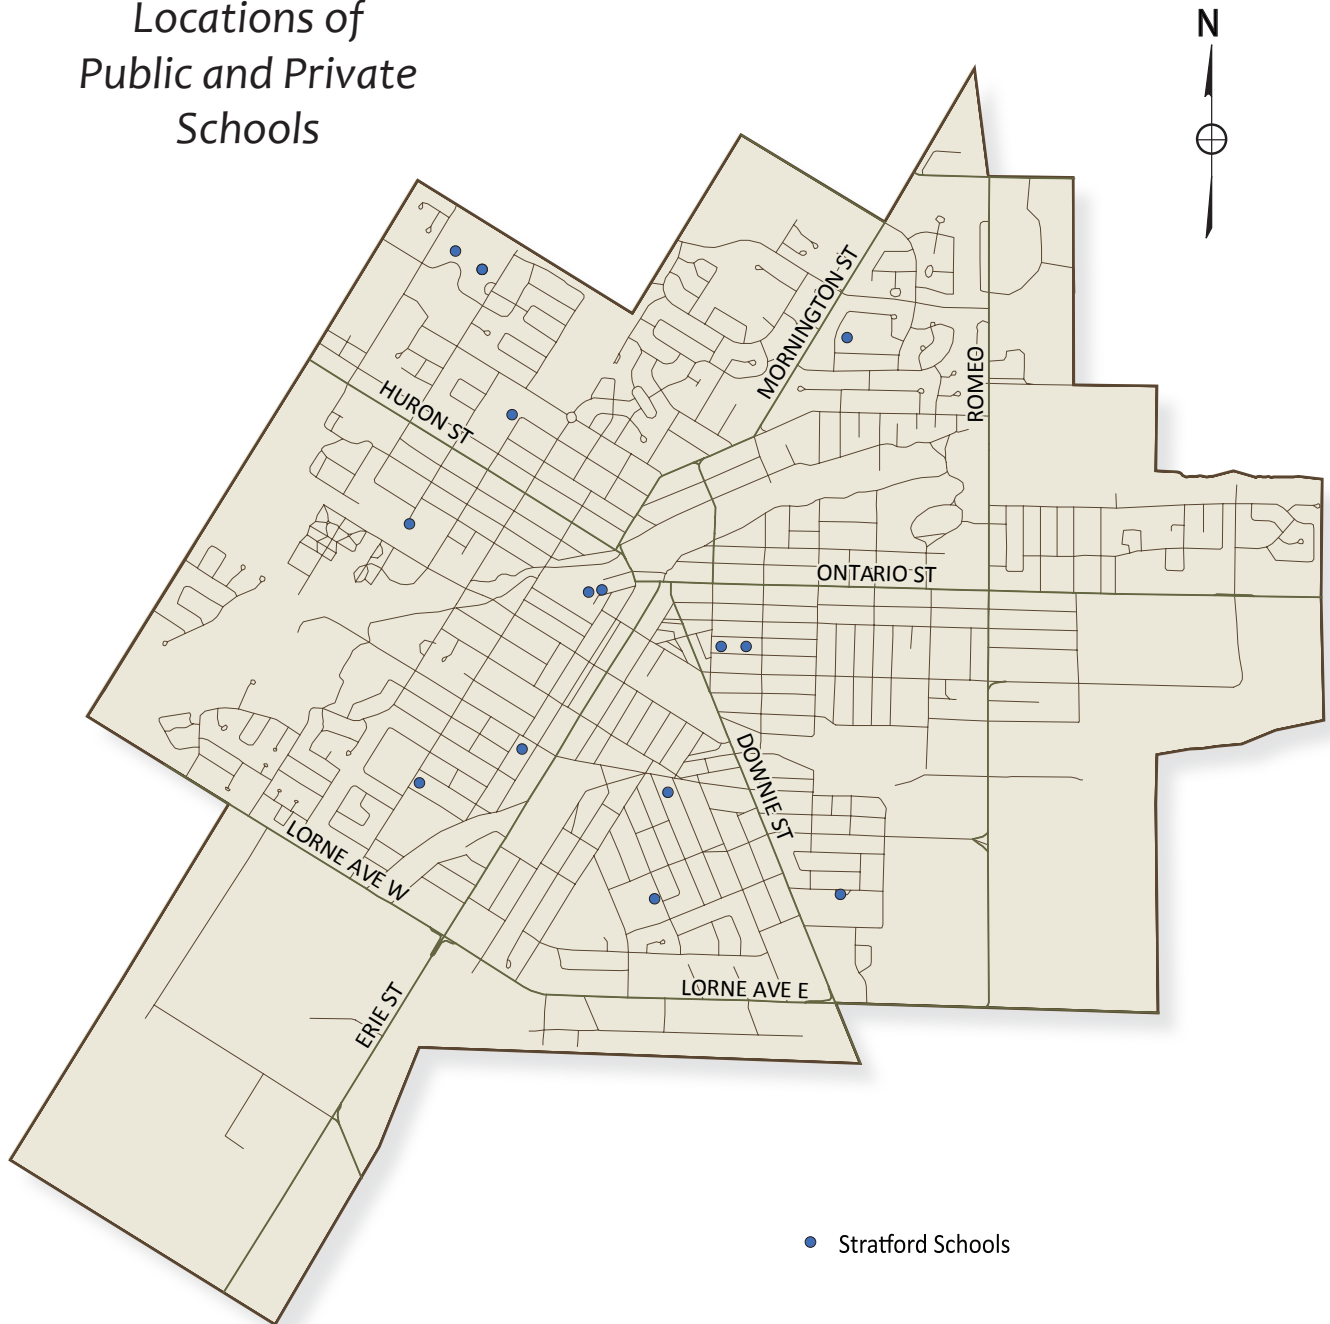 Locations of
Public and Private
Schools
N
MORNINGTON ST
ROMEO
HURON ST
ONTARIO ST
DOWNIE ST
LORNE AVE W
LORNE AVE E
ERIE ST
Stratford Schools